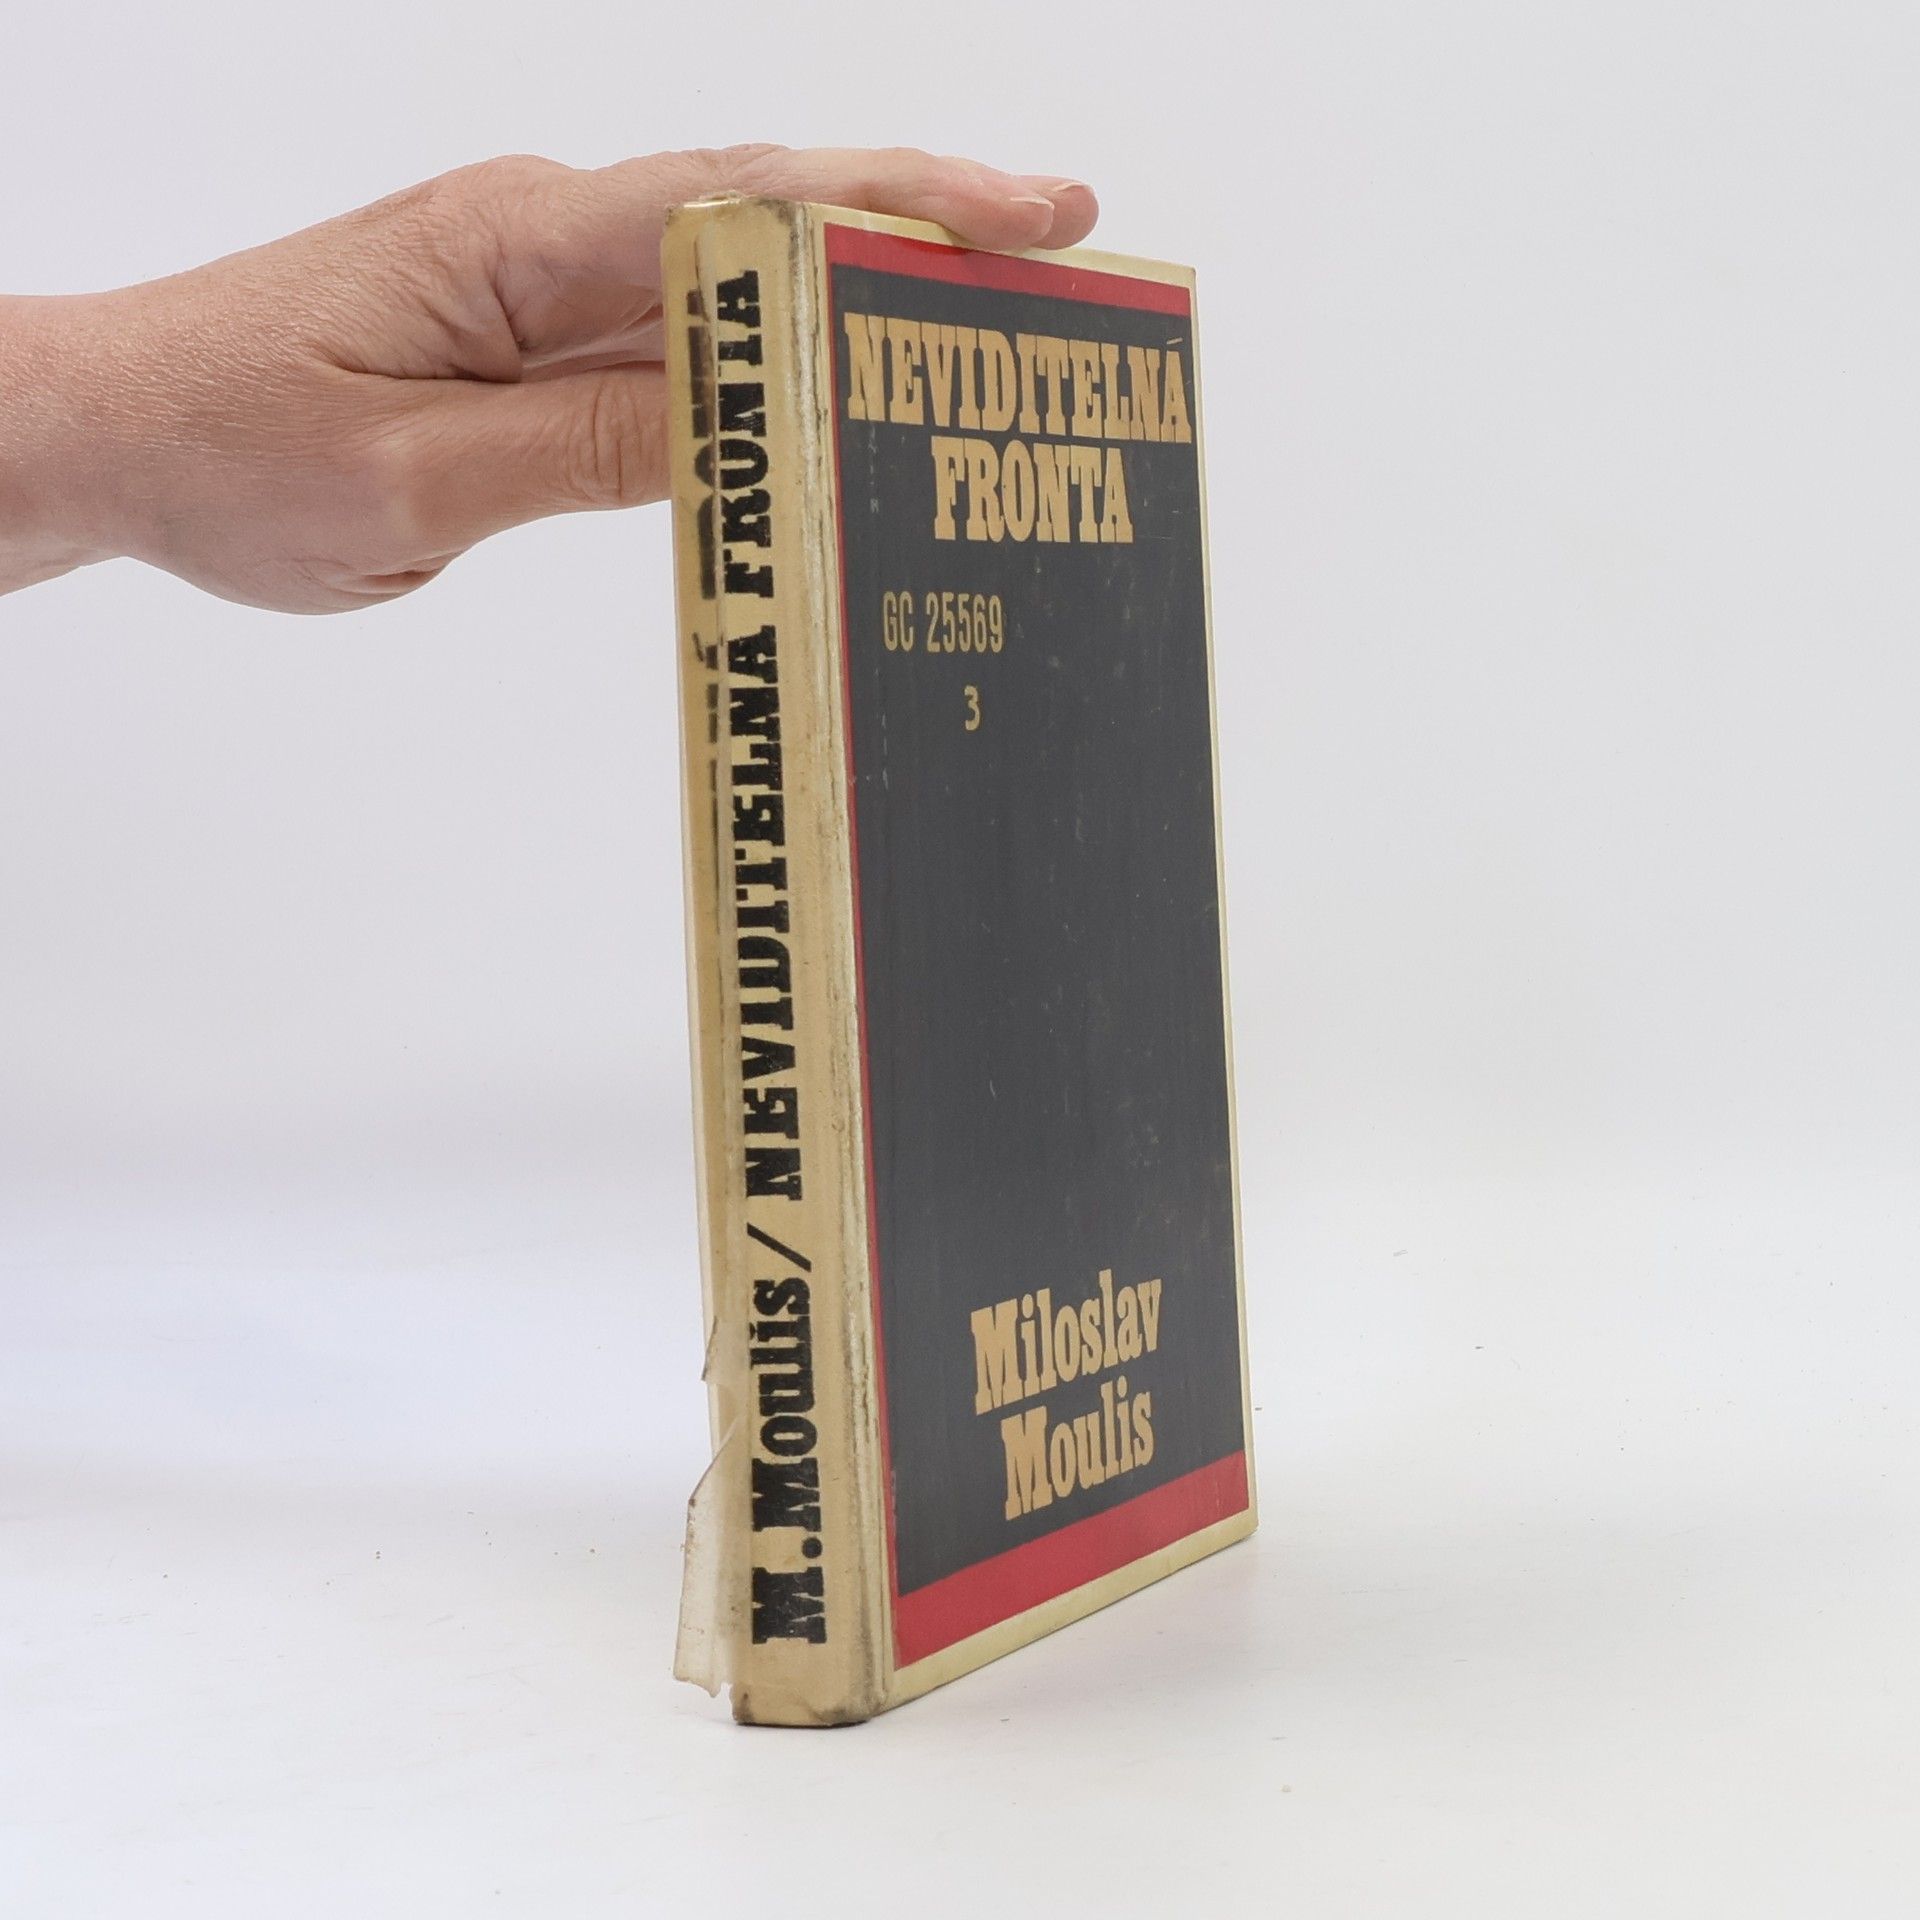 M. Moulis / NEVIDITELNÁ FRONTA
NEVIDITELNÁ
FRONTA
GC 25569
3
Miloslav
Moulis